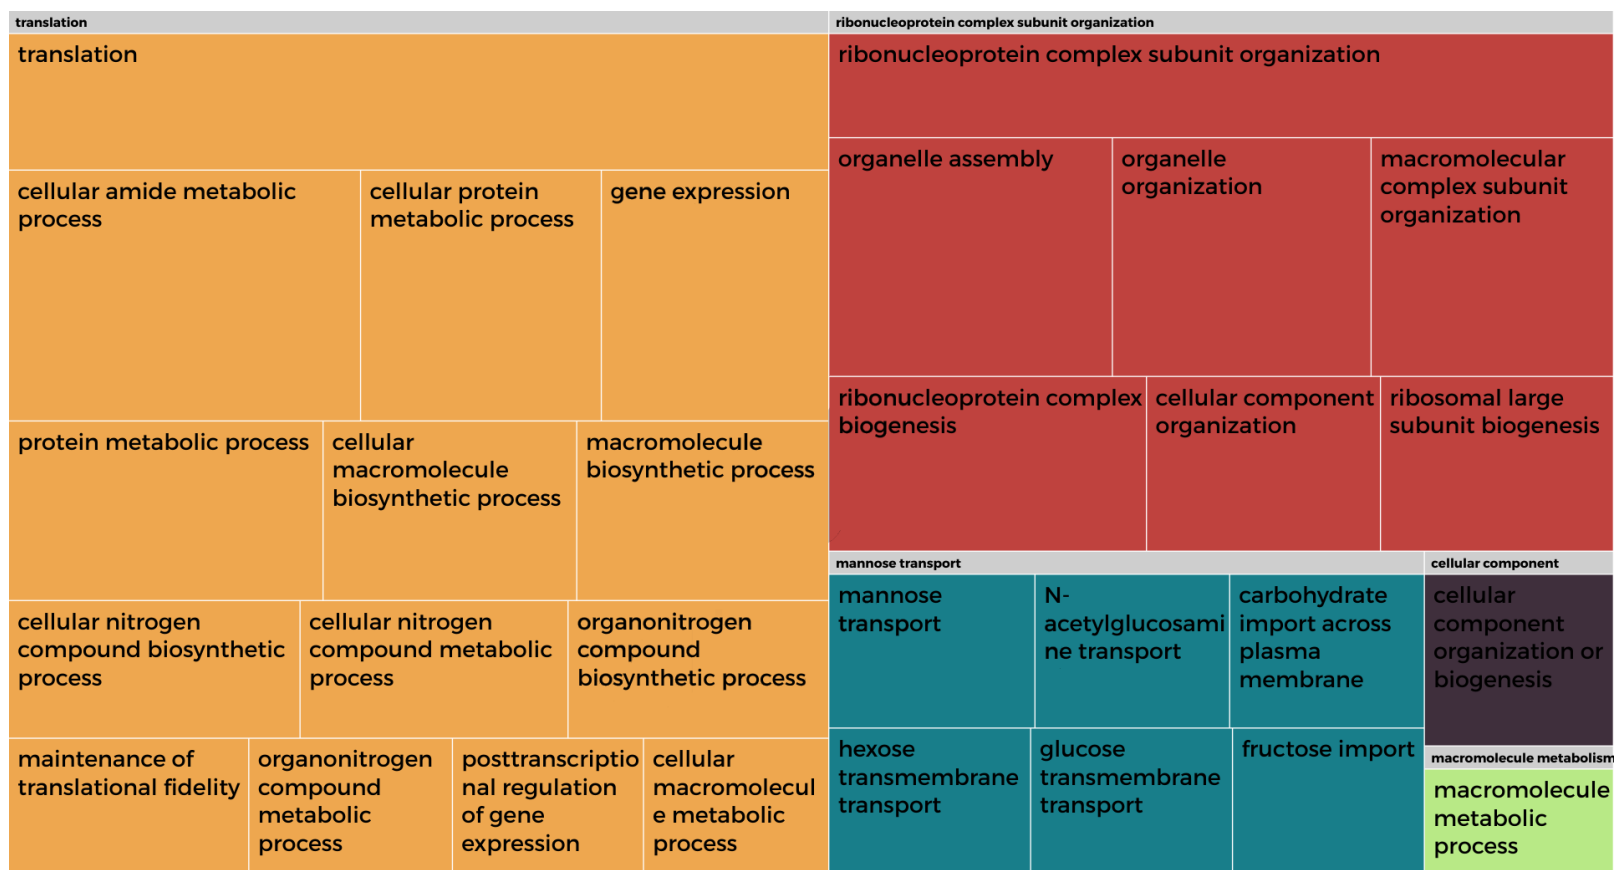 translation
translation
cellular amide metabolic
process
cellular protein
metabolic process
gene expression
protein metabolic process
cellular
macromolecule
biosynthetic process
macromolecule
biosynthetic process
cellular nitrogen
compound biosynthetic
process
cellular nitrogen
compound metabolic
process
organonitrogen
compound
biosynthetic process
maintenance of
translational fidelity
organonitrogen
compound
metabolic
process
posttranscriptio
nal regulation
of gene
expression
cellular
macromolecul
e metabolic
process
ribonucleoprotein complex subunit organization
ribonucleoprotein complex subunit organization
organelle assembly
organelle
organization
macromolecular
complex subunit
organization
ribonucleoprotein complex
biogenesis
cellular component
organization
ribosomal large
subunit biogenesis
mannose transport
mannose
transport
N-
acetylglucosami
ne transport
carbohydrate
import across
plasma
membrane
hexose
transmembrane
transport
glucose
transmembrane
transport
fructose import
cellular component
cellular
component
organization or
biogenesis
macromolecule metabolism
macromolecule
metabolic
process